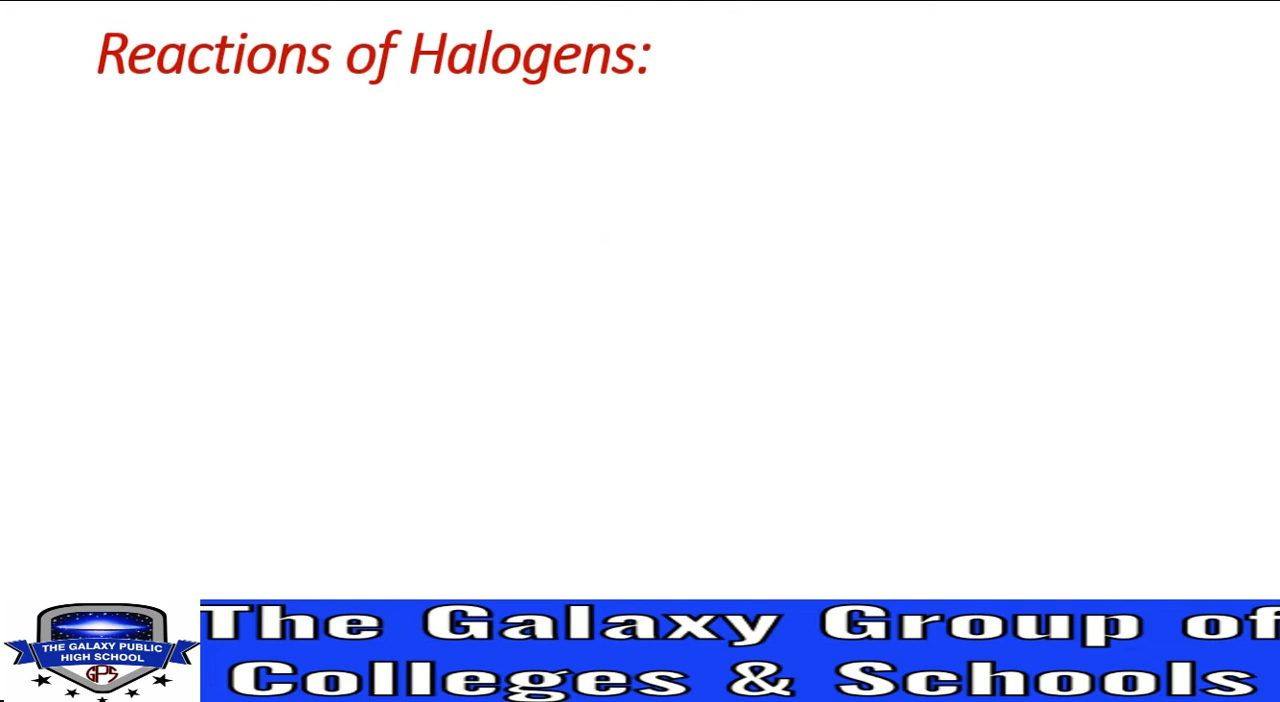 Reactions of Halogens:
The Galaxy Group of
Colleges & Schools
THE GALAXY PUBLIC
HIGH SCHOOL
GPS